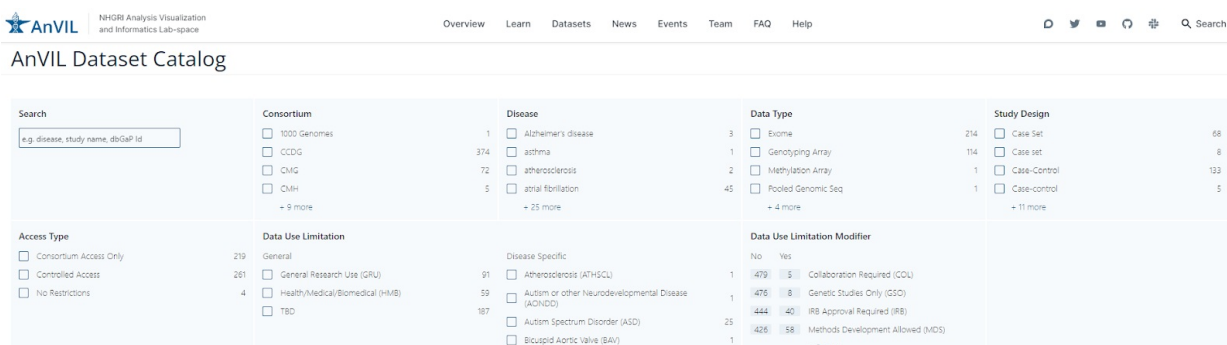 AnVIL
NHGRI Analysis Visualization
and Informatics Lab-space
Overview Learn Datasets News Events Team FAQ Help
Search
AnVIL Dataset Catalog
Search
e.g. disease, study name, dbGaP Id
Consortium
1000 Genomes 1
CCDG 374
CMG 72
CMH 5
+ 9 more
Disease
Alzheimer's disease 3
asthma 1
atherosclerosis 2
atrial fibrillation 45
+ 25 more
Data Type
Exome 214
Genotyping Array 114
Methylation Array 1
Pooled Genomic Seq 1
+ 4 more
Study Design
Case Set 68
Case set 8
Case-Control 133
Case-control 5
+ 11 more
Access Type
Consortium Access Only 219
Controlled Access 261
No Restrictions 4
Data Use Limitation
General
General Research Use (GRU) 91
Health/Medical/Biomedical (HMB) 59
TBD 187
Disease Specific
Atherosclerosis (ATHSCL) 1
Autism or other Neurodevelopmental Disease
(AONDD) 1
Autism Spectrum Disorder (ASD) 25
Bicuspid Aortic Valve (BAV) 1
Data Use Limitation Modifier
No Yes
479 5 Collaboration Required (COL)
476 8 Genetic Studies Only (GSO)
444 40 IRB Approval Required (IRB)
426 58 Methods Development Allowed (MDS)